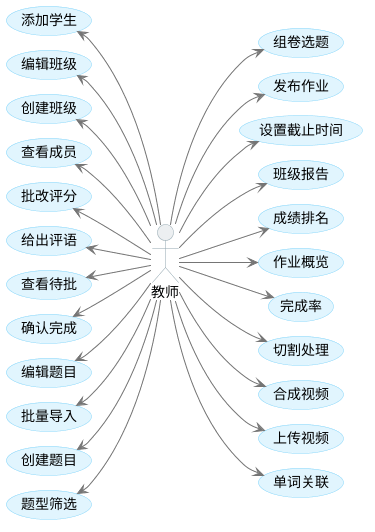 添加学生
编辑班级
创建班级
查看成员
批改评分
给出评语
查看待批
确认完成
编辑题目
批量导入
创建题目
题型筛选
教师
组卷选题
发布作业
设置截止时间
班级报告
成绩排名
作业概览
完成率
切割处理
合成视频
上传视频
单词关联